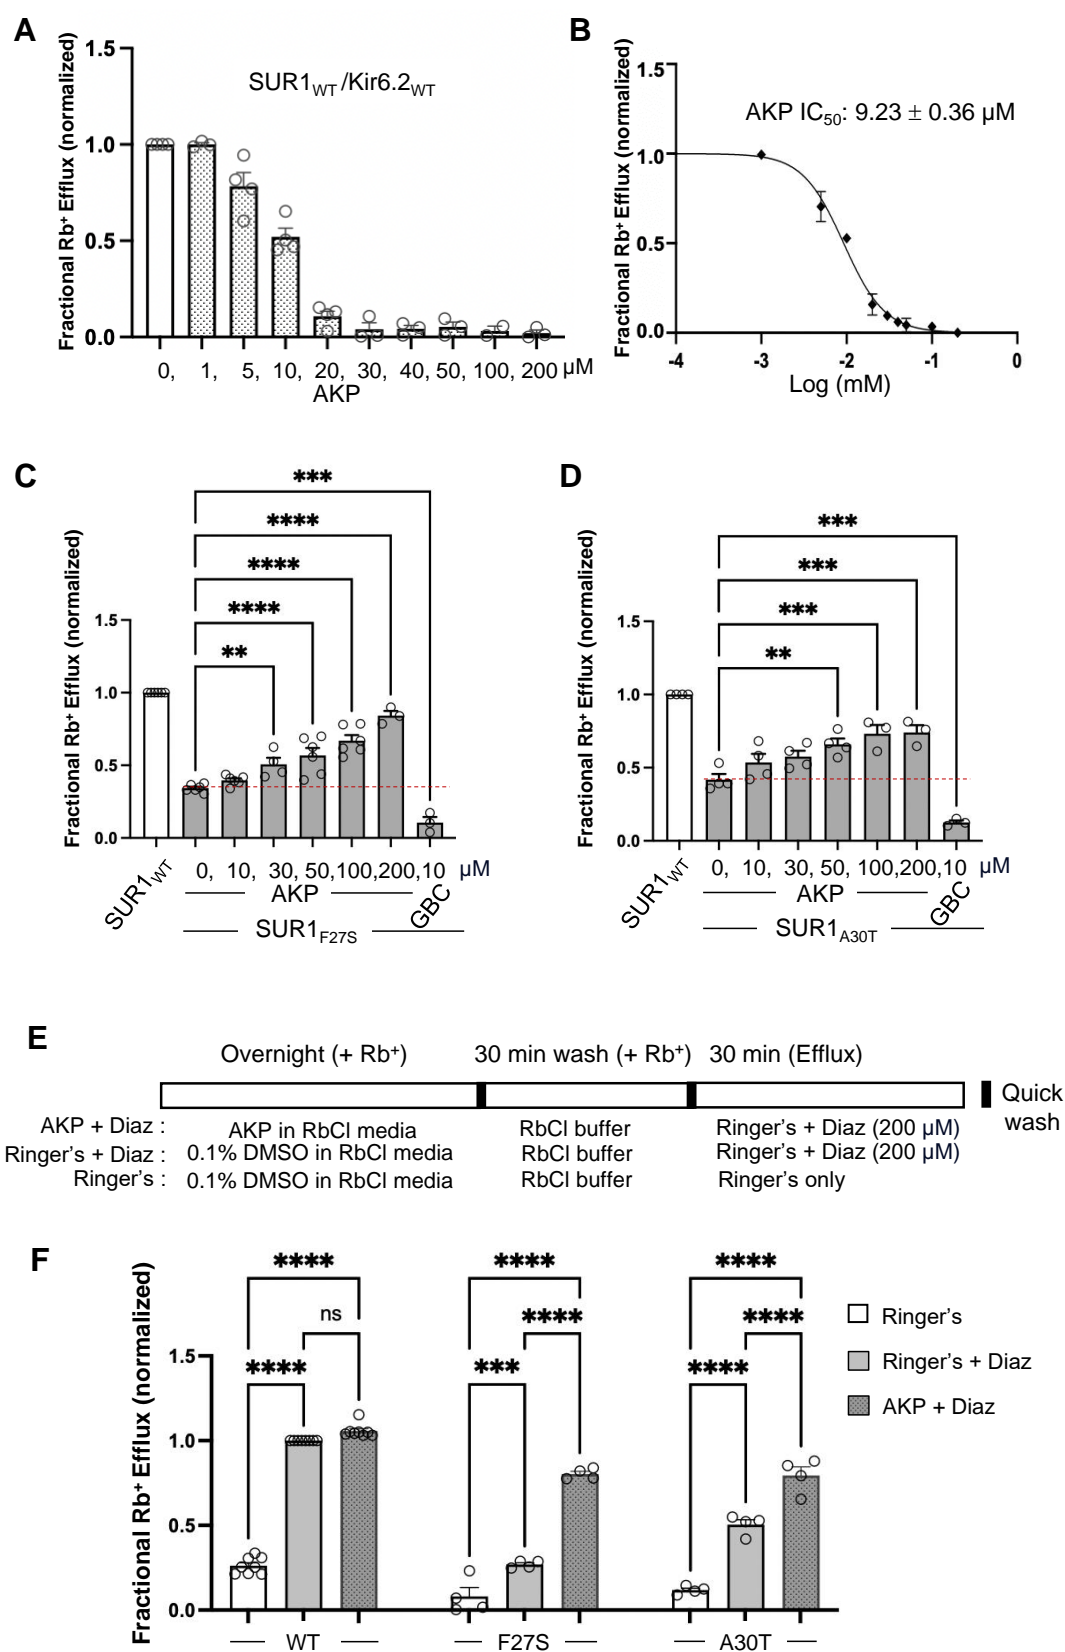 A
Fractional Rb⁺ Efflux (normalized)
1.5
1.0
0.5
0.0
SUR1WT /Kir6.2WT
0, 1, 5, 10, 20, 30, 40, 50, 100, 200 µM
AKP
B
Fractional Rb⁺ Efflux (normalized)
1.5
1.0
0.5
0.0
AKP IC50: 9.23 ± 0.36 µM
-4 -3 -2 -1 0
Log (mM)
C
Fractional Rb⁺ Efflux (normalized)
1.5
1.0
0.5
0.0
***
****
****
****
**
SUR1WT
0, 10, 30, 50, 100, 200, 10 µM
AKP
GBC
SUR1F27S
D
Fractional Rb⁺ Efflux (normalized)
1.5
1.0
0.5
0.0
***
***
***
**
SUR1WT
0, 10, 30, 50, 100, 200, 10 µM
AKP
GBC
SUR1A30T
E
Overnight (+ Rb⁺) 30 min wash (+ Rb⁺) 30 min (Efflux)
Quick
wash
AKP + Diaz : AKP in RbCl media RbCl buffer Ringer's + Diaz (200 µM)
Ringer's + Diaz : 0.1% DMSO in RbCl media RbCl buffer Ringer's + Diaz (200 µM)
Ringer's : 0.1% DMSO in RbCl media RbCl buffer Ringer's only
F
Fractional Rb⁺ Efflux (normalized)
1.5
1.0
0.5
0.0
**** **** ****
ns **** ****
**** *** ****
Ringer's
Ringer's + Diaz
AKP + Diaz
WT F27S A30T